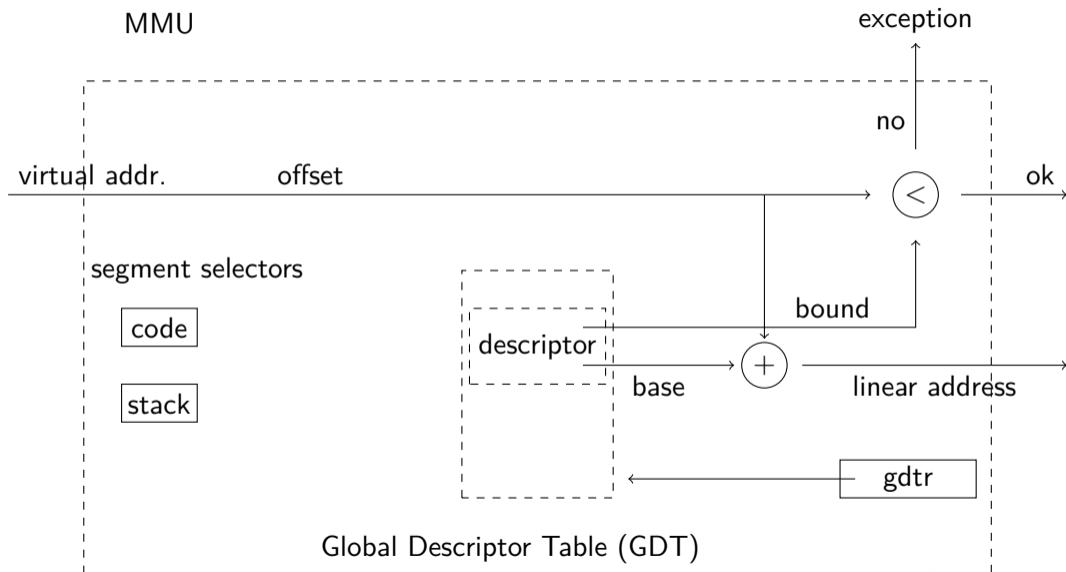 MMU
exception
no
virtual addr.
offset
<
ok
segment selectors
code
bound
descriptor
+
base
linear address
stack
gdtr
Global Descriptor Table (GDT)